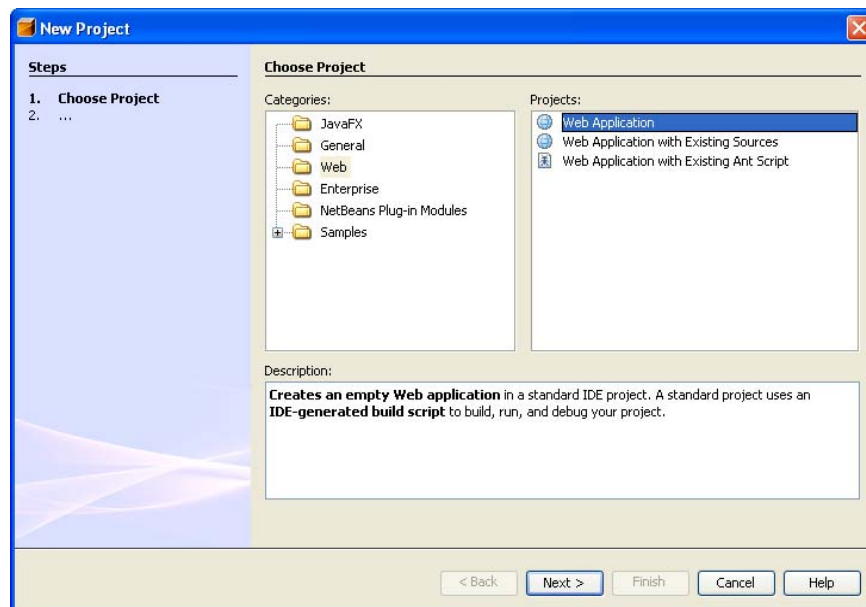 New Project
Steps
1. Choose Project
2. ...
Choose Project
Categories:
JavaFX
General
Web
Enterprise
NetBeans Plug-in Modules
Samples
Projects:
Web Application
Web Application with Existing Sources
Web Application with Existing Ant Script
Description:
Creates an empty Web application in a standard IDE project. A standard project uses an
IDE-generated build script to build, run, and debug your project.
< Back Next > Finish Cancel Help